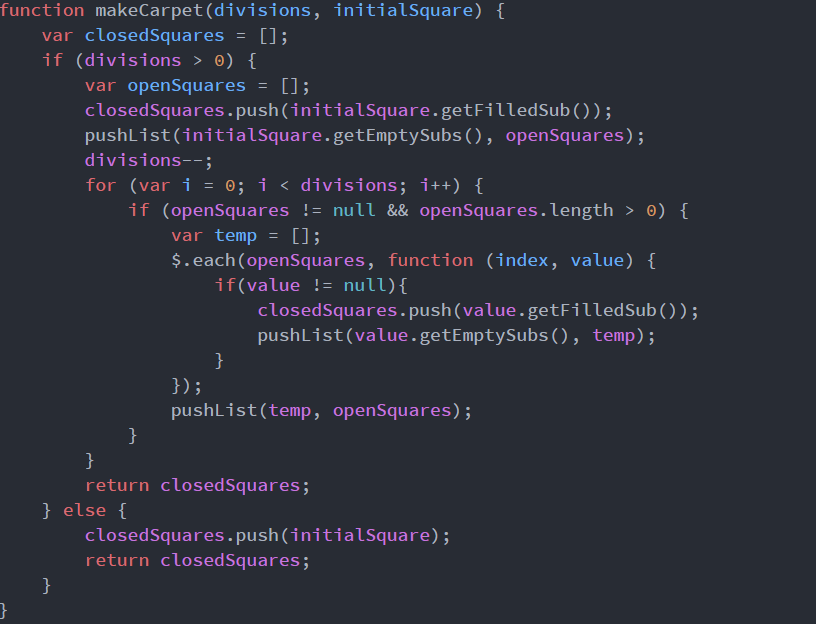 function makeCarpet(divisions, initialSquare) {
    var closedSquares = [];
    if (divisions > 0) {
        var openSquares = [];
        closedSquares.push(initialSquare.getFilledSub());
        pushList(initialSquare.getEmptySubs(), openSquares);
        divisions--;
        for (var i = 0; i < divisions; i++) {
            if (openSquares != null && openSquares.length > 0) {
                var temp = [];
                $.each(openSquares, function (index, value) {
                    if(value != null){
                        closedSquares.push(value.getFilledSub());
                        pushList(value.getEmptySubs(), temp);
                    }
                });
                pushList(temp, openSquares);
            }
        }
        return closedSquares;
    } else {
        closedSquares.push(initialSquare);
        return closedSquares;
    }
}